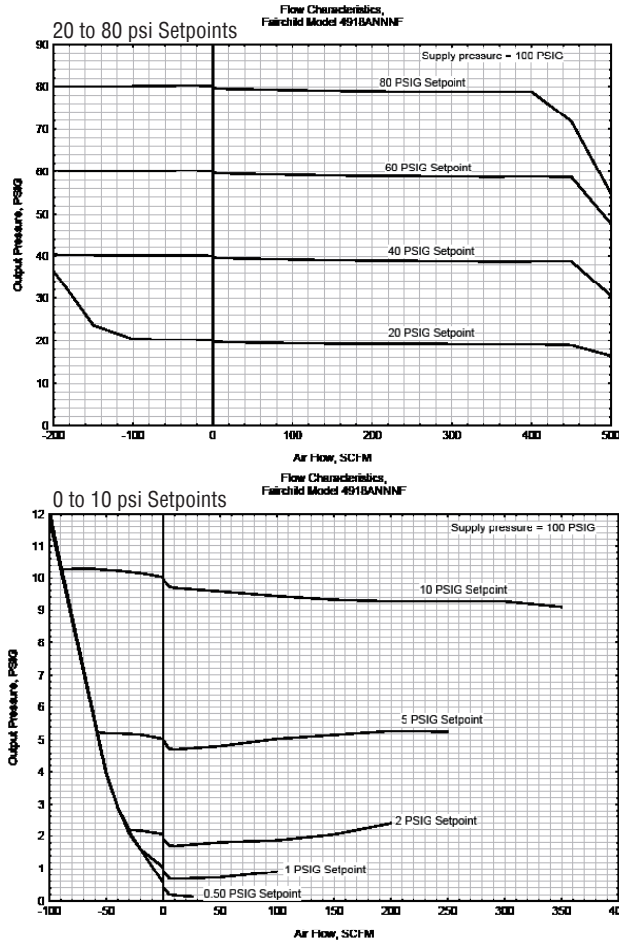 Flow Characteristics,
Fairchild Model 4918ANNNF
20 to 80 psi Setpoints
90
Supply pressure = 100 PSIG
80 PSIG Setpoint
80
70
60 PSIG Setpoint
60
50
40 PSIG Setpoint
40
30
20 PSIG Setpoint
20
10
0
Output Pressure, PSIG
-200 -100 0 100 200 300 400 500
Air Flow, SCFM
Flow Characteristics,
Fairchild Model 4918ANNNF
0 to 10 psi Setpoints
12
Supply pressure = 100 PSIG
11
10 PSIG Setpoint
10
9
8
7
6
5 PSIG Setpoint
5
4
3
2 PSIG Setpoint
2
1 PSIG Setpoint
1
0.50 PSIG Setpoint
0
Output Pressure, PSIG
-100 -50 0 50 100 150 200 250 300 350 400
Air Flow, SCFM